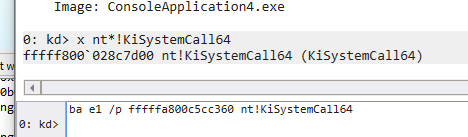 Image: ConsoleApplication4.exe
0: kd> x nt*!KiSystemCall64
fffff800`028c7d00 nt!KiSystemCall64 (KiSystemCall64)
ba e1 /p fffffa800c5cc360 nt!KiSystemCall64
0: kd>